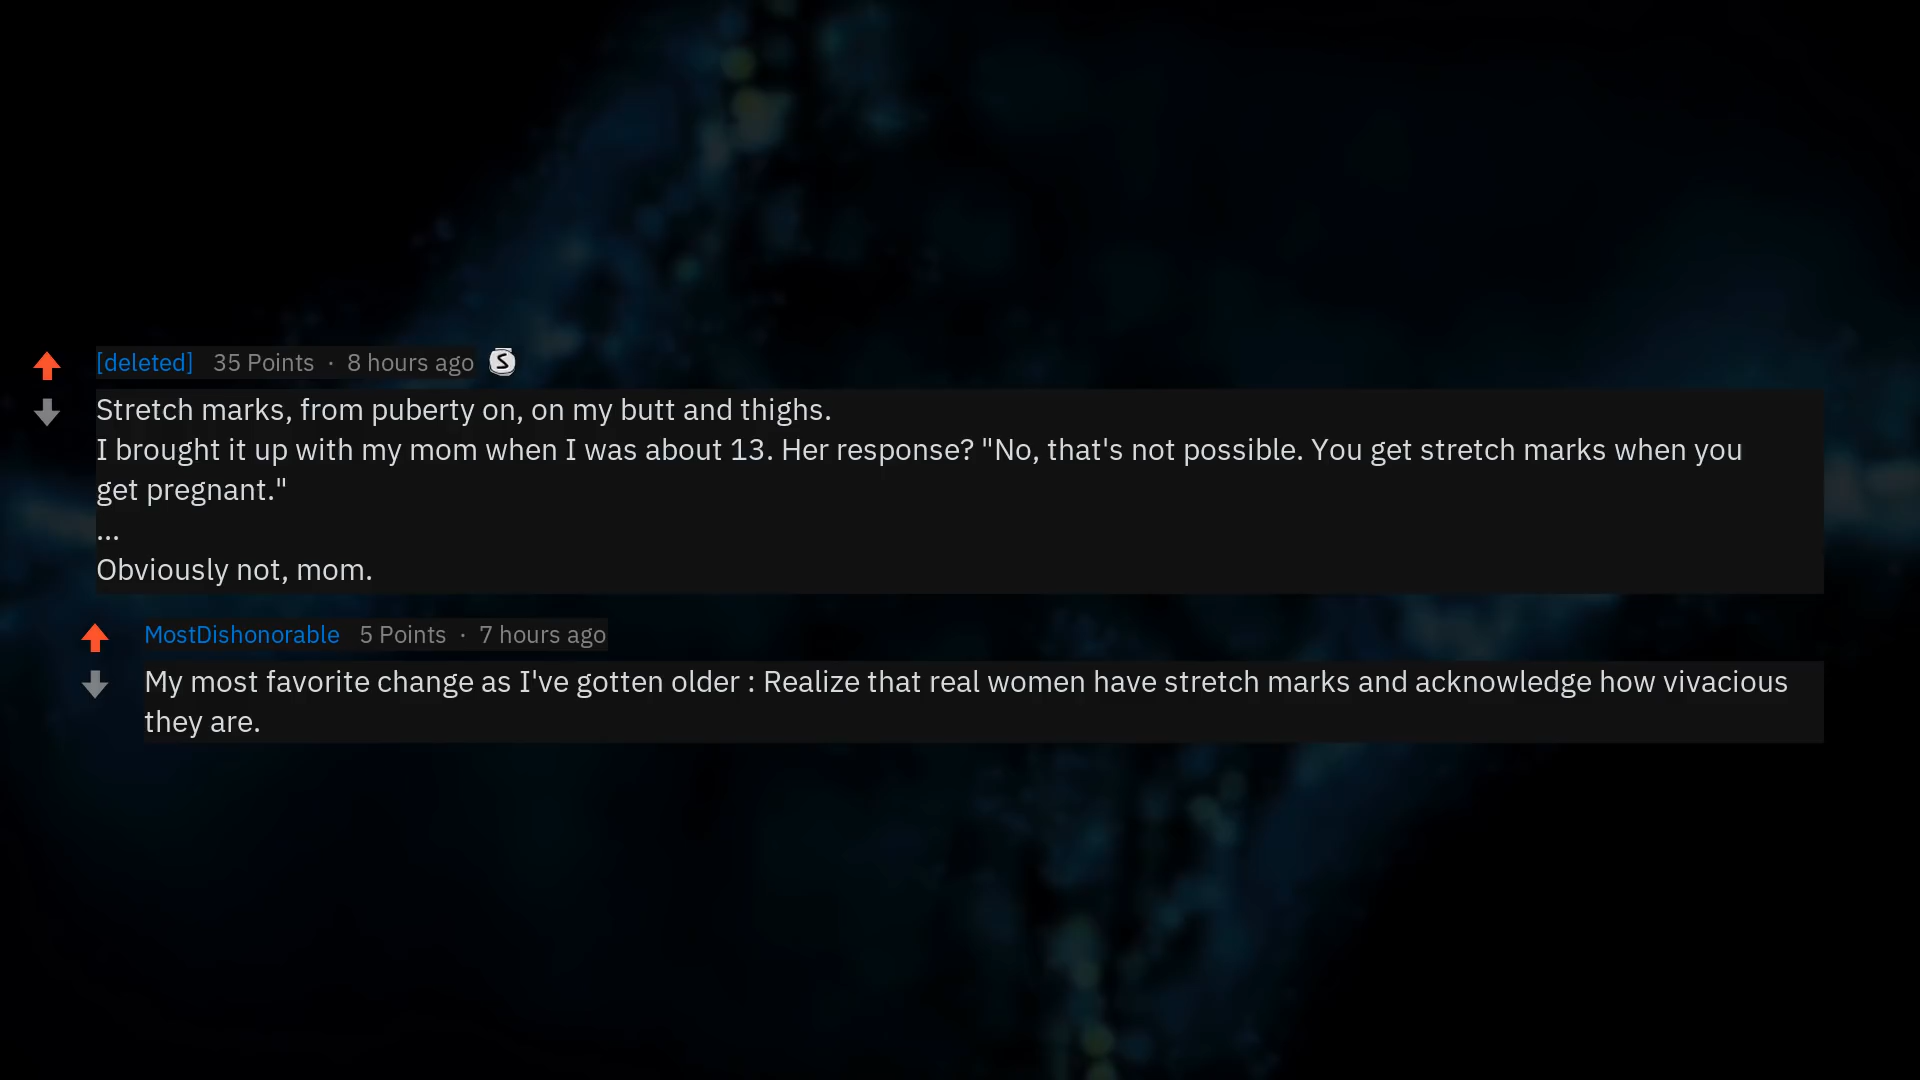 [deleted] 35 Points · 8 hours ago S
Stretch marks, from puberty on, on my butt and thighs.
I brought it up with my mom when I was about 13. Her response? "No, that's not possible. You get stretch marks when you
get pregnant."
...
Obviously not, mom.
MostDishonorable 5 Points · 7 hours ago
My most favorite change as I've gotten older : Realize that real women have stretch marks and acknowledge how vivacious
they are.